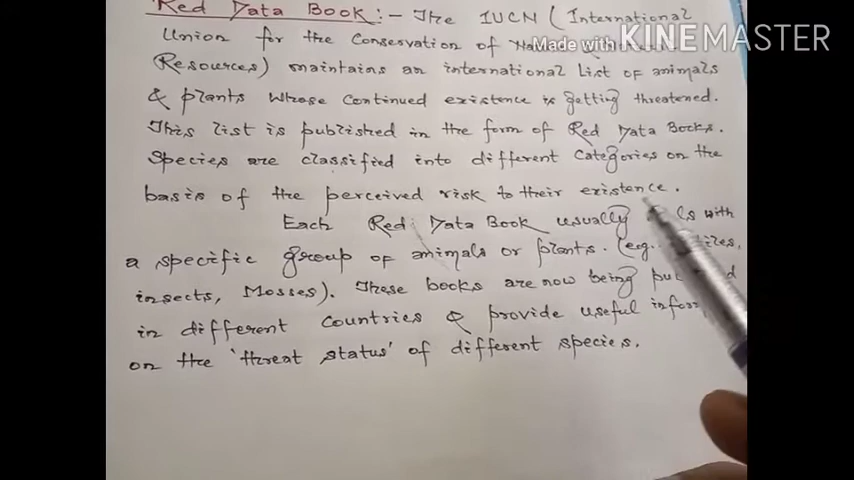 Red Data Book :- The IUCN (International
Union for the Conservation of
Made with KINEMASTER
Resources) maintains an international List of animals
& plants whose continued existence is getting threatened.
This list is published in the form of Red Data Books.
Species are classified into different categories on the
basis of the perceived risk to their existence.
Each Red Data Book usually with
a specific group of animals or plants. (eg.
insects, Mosses). These books are now being
in different Countries & provide useful
on the 'threat status' of different species.